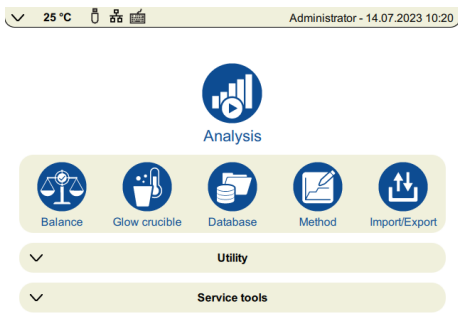 25 °C Administrator - 14.07.2023 10:20
Analysis
Balance Glow crucible Database Method Import/Export
Utility
Service tools